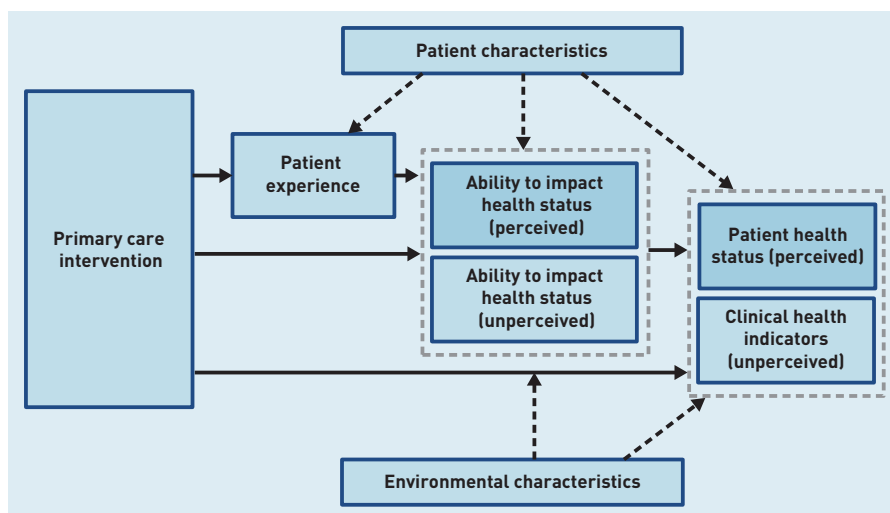 Patient characteristics
Patient
experience
Ability to impact
health status
(perceived)
Primary care
intervention
Patient health
status (perceived)
Ability to impact
health status
(unperceived)
Clinical health
indicators
(unperceived)
Environmental characteristics